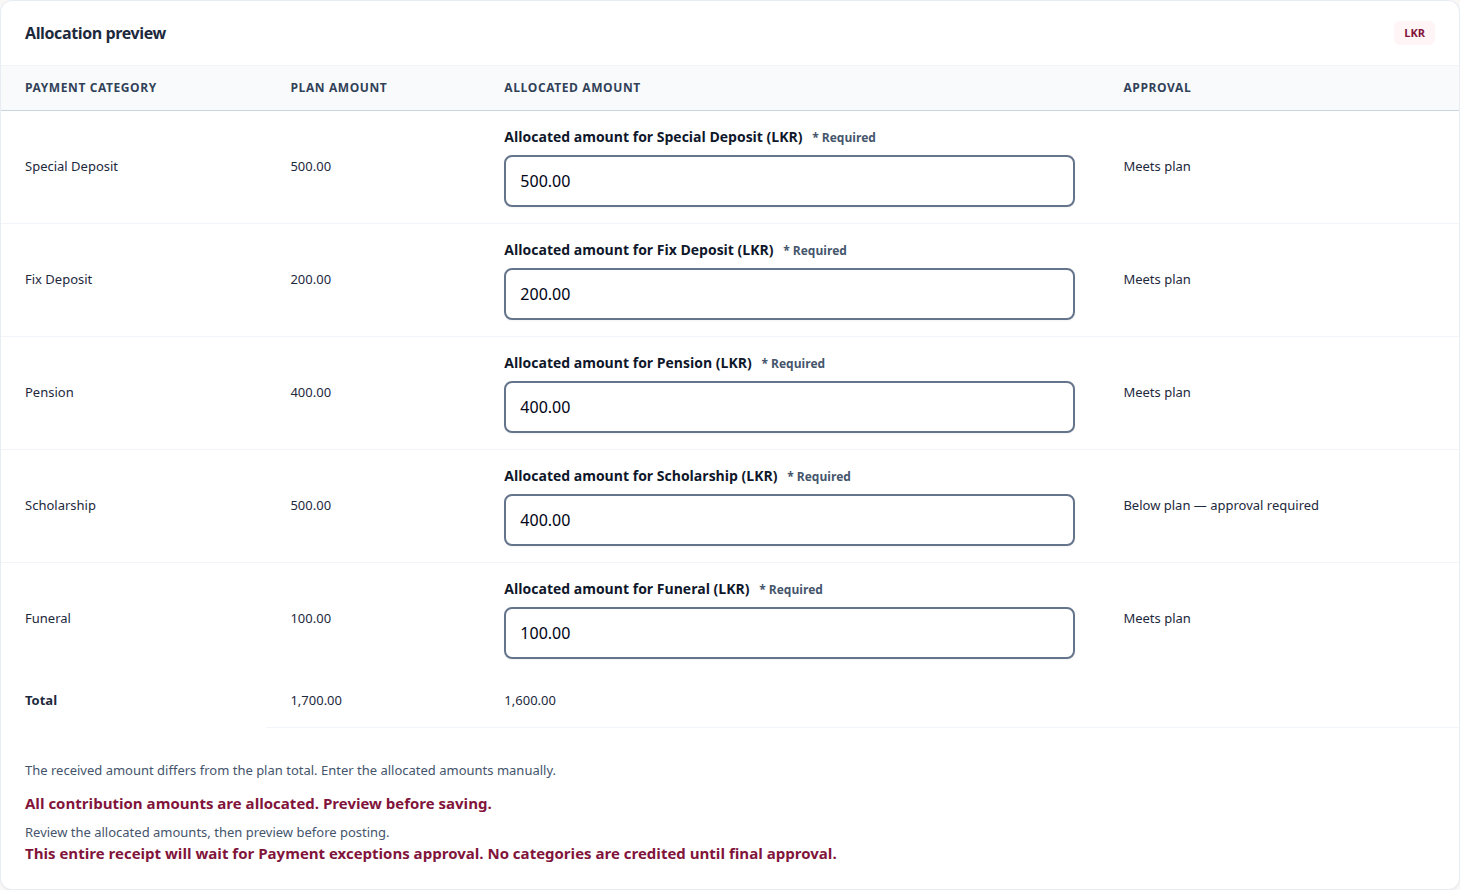 Allocation preview
LKR
PAYMENT CATEGORY PLAN AMOUNT ALLOCATED AMOUNT APPROVAL
Allocated amount for Special Deposit (LKR) * Required
Special Deposit 500.00 500.00 Meets plan
Allocated amount for Fix Deposit (LKR) * Required
Fix Deposit 200.00 200.00 Meets plan
Allocated amount for Pension (LKR) * Required
Pension 400.00 400.00 Meets plan
Allocated amount for Scholarship (LKR) * Required
Scholarship 500.00 400.00 Below plan — approval required
Allocated amount for Funeral (LKR) * Required
Funeral 100.00 100.00 Meets plan
Total 1,700.00 1,600.00
The received amount differs from the plan total. Enter the allocated amounts manually.
All contribution amounts are allocated. Preview before saving.
Review the allocated amounts, then preview before posting.
This entire receipt will wait for Payment exceptions approval. No categories are credited until final approval.